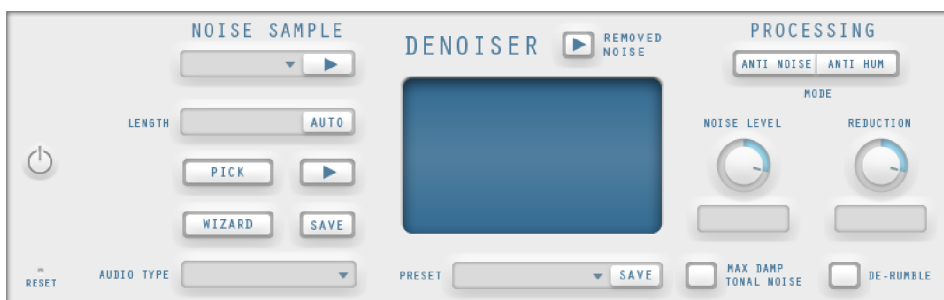 NOISE SAMPLE
DENOISER
REMOVED
NOISE
PROCESSING
ANTI NOISE ANTI HUM
MODE
LENGTH
AUTO
NOISE LEVEL
REDUCTION
PICK
WIZARD
SAVE
RESET
AUDIO TYPE
PRESET
SAVE
MAX DAMP
TONAL NOISE
DE-RUMBLE